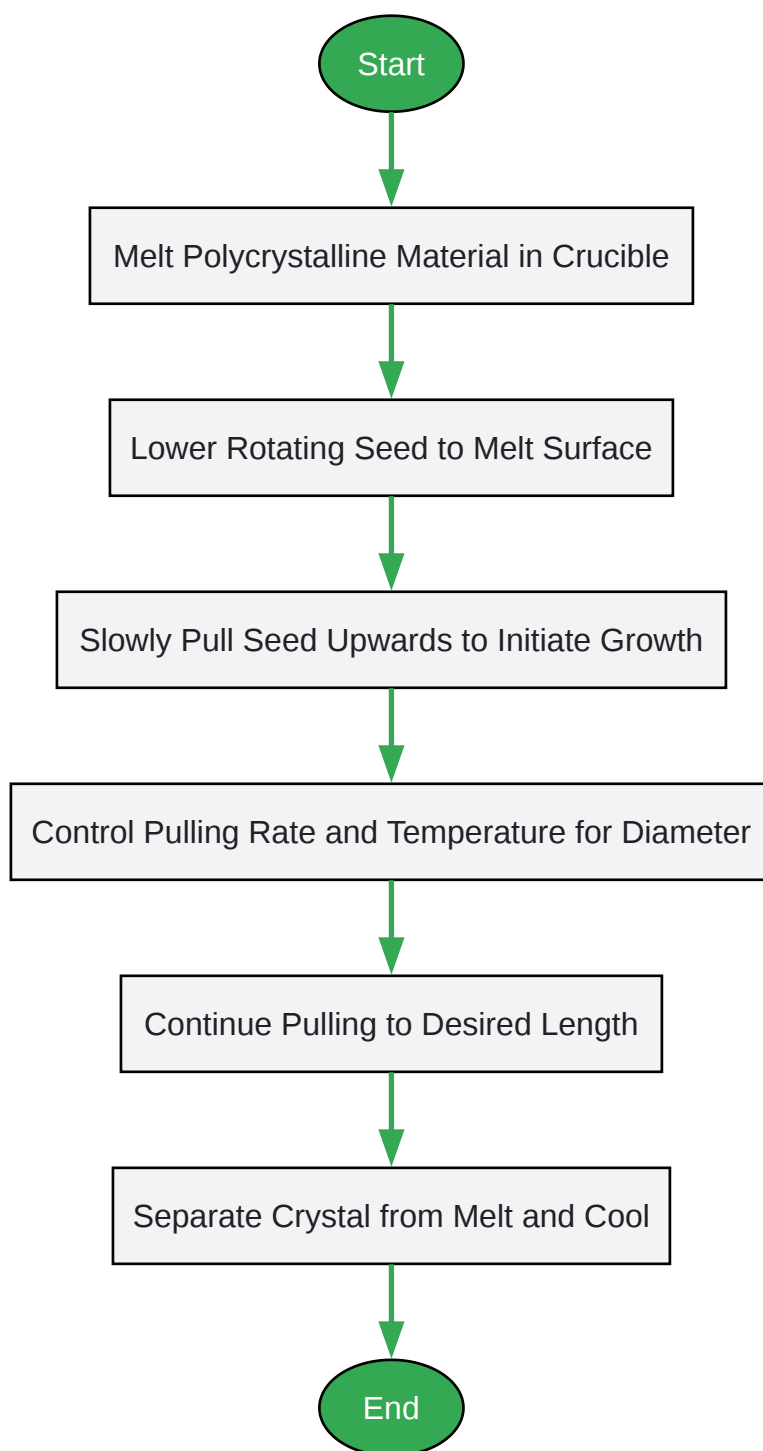 Start
Melt Polycrystalline Material in Crucible
Lower Rotating Seed to Melt Surface
Slowly Pull Seed Upwards to Initiate Growth
Control Pulling Rate and Temperature for Diameter
Continue Pulling to Desired Length
Separate Crystal from Melt and Cool
End